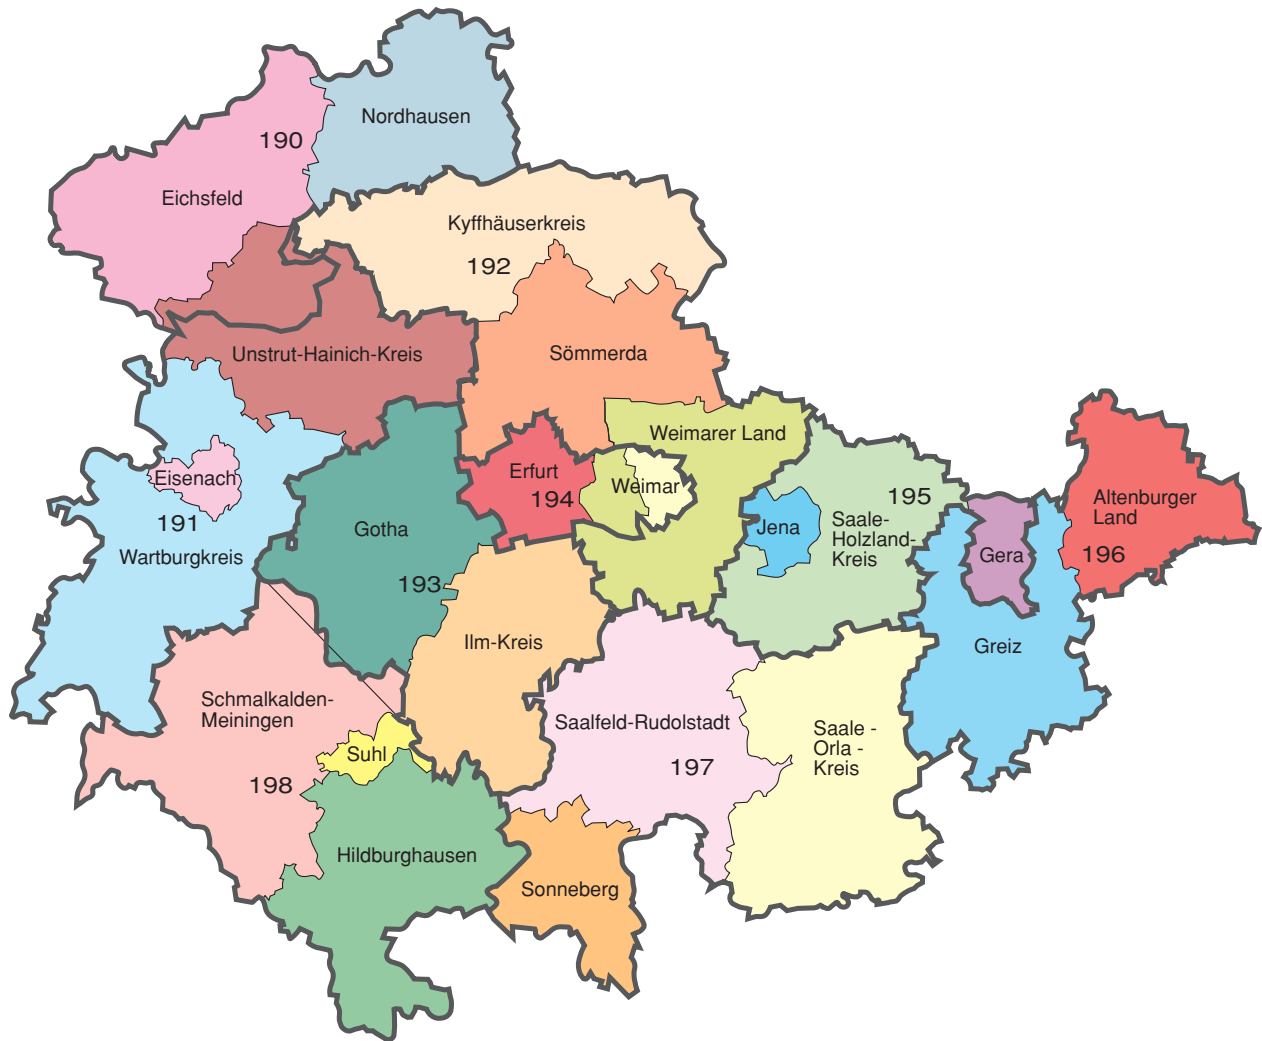 Nordhausen
190
Eichsfeld
Kyffhäuserkreis
192
Unstrut-Hainich-Kreis
Sömmerda
Weimarer Land
Eisenach
Erfurt
194
Weimar
195
Altenburger
Land
191
Gotha
Jena
Saale-
Holzland-
Kreis
Gera
196
Wartburgkreis
193
Ilm-Kreis
Greiz
Schmalkalden-
Meiningen
Saalfeld-Rudolstadt
Saale -
Orla -
Kreis
Suhl
197
198
Hildburghausen
Sonneberg